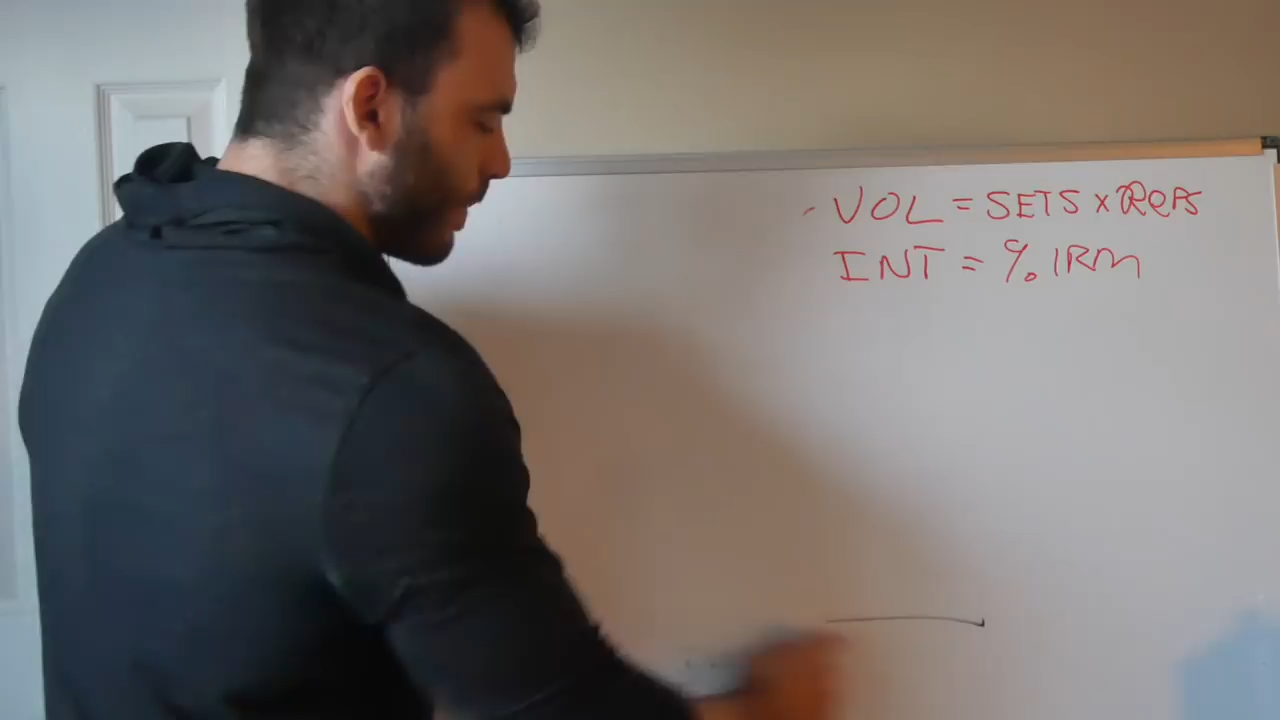 VOL = SETS x REPS
INT = % 1RM